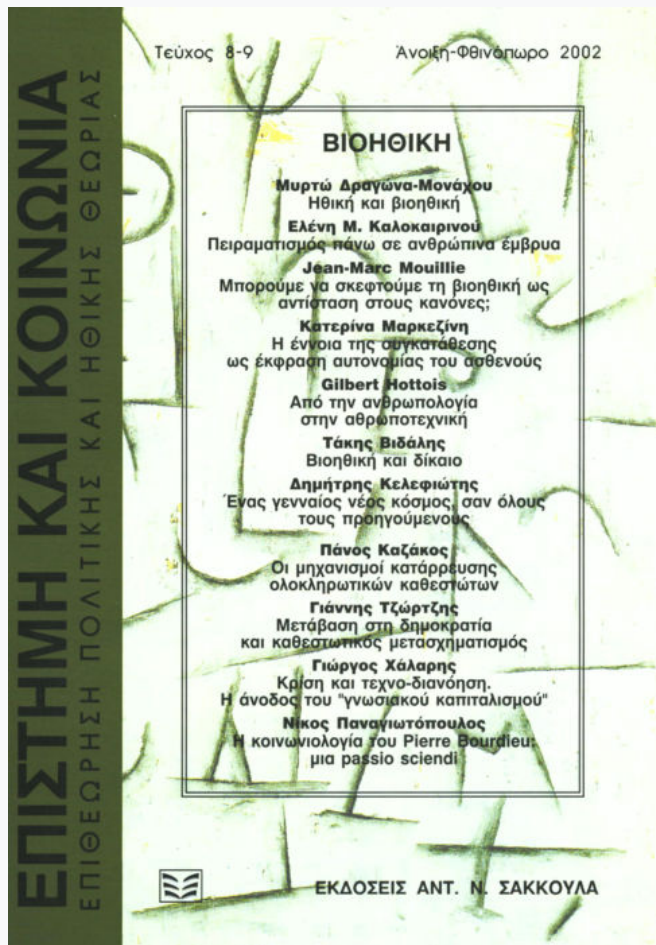 ΕΠΙΣΤΗΜΗ ΚΑΙ ΚΟΙΝΩΝΙΑ
ΕΠΙΘΕΩΡΗΣΗ ΠΟΛΙΤΙΚΗΣ ΚΑΙ ΗΘΙΚΗΣ ΘΕΩΡΙΑΣ
Τεύχος 8-9
Άνοιξη-Φθινόπωρο 2002
ΒΙΟΗΘΙΚΗ
Μυρτώ Δραγώνα-Μονάχου
Ηθική και βιοηθική
Ελένη Μ. Καλοκαιρινού
Πειραματισμός πάνω σε ανθρώπινα έμβρυα
Jean-Marc Mouillie
Μπορούμε να σκεφτούμε τη βιοηθική ως
αντίσταση στους κανόνες;
Κατερίνα Μαρκεζίνη
Η έννοια της συγκατάθεσης
ως έκφραση αυτονομίας του ασθενούς
Gilbert Hottois
Από την ανθρωπολογία
στην αθρωποτεχνική
Τάκης Βιδάλης
Βιοηθική και δίκαιο
Δημήτρης Κελεφιώτης
Ένας γενναίος νέος κόσμος, σαν όλους
τους προηγούμενους
Πάνος Καζάκος
Οι μηχανισμοί κατάρρευσης
ολοκληρωτικών καθεστώτων
Γιάννης Τζώρτζης
Μετάβαση στη δημοκρατία
και καθεστωτικός μετασχηματισμός
Γιώργος Χάλαρης
Κρίση και τεχνο-διανόηση.
Η άνοδος του "γνωσιακού καπιταλισμού"
Νίκος Παναγιωτόπουλος
Η κοινωνιολογία του Pierre Bourdieu:
μια passio sciendi
ΕΚΔΟΣΕΙΣ ΑΝΤ. Ν. ΣΑΚΚΟΥΛΑ